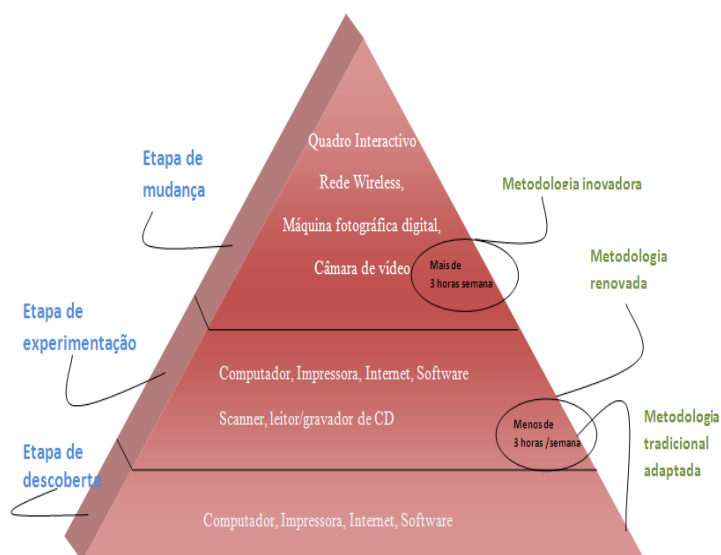 Quadro Interactivo
Rede Wireless,
Máquina fotográfica digital,
Câmara de vídeo
Mais de
3 horas semana
Etapa de
mudança
Metodologia inovadora
Metodologia
renovada
Etapa de
experimentação
Computador, Impressora, Internet, Software
Scanner, leitor/gravador de CD
Menos de
3 horas /semana
Metodologia
tradicional
adaptada
Etapa de
descoberta
Computador, Impressora, Internet, Software